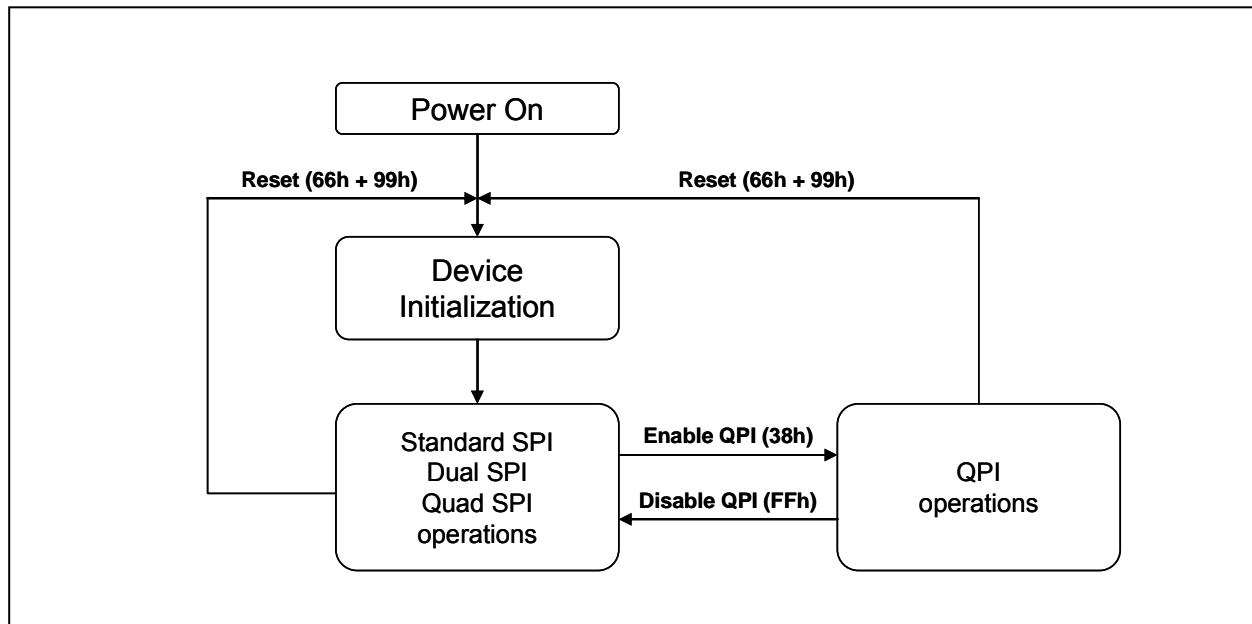 Power On
Reset (66h + 99h)
Reset (66h + 99h)
Device
Initialization
Standard SPI
Dual SPI
Quad SPI
operations
Enable QPI (38h)
Disable QPI (FFh)
QPI
operations